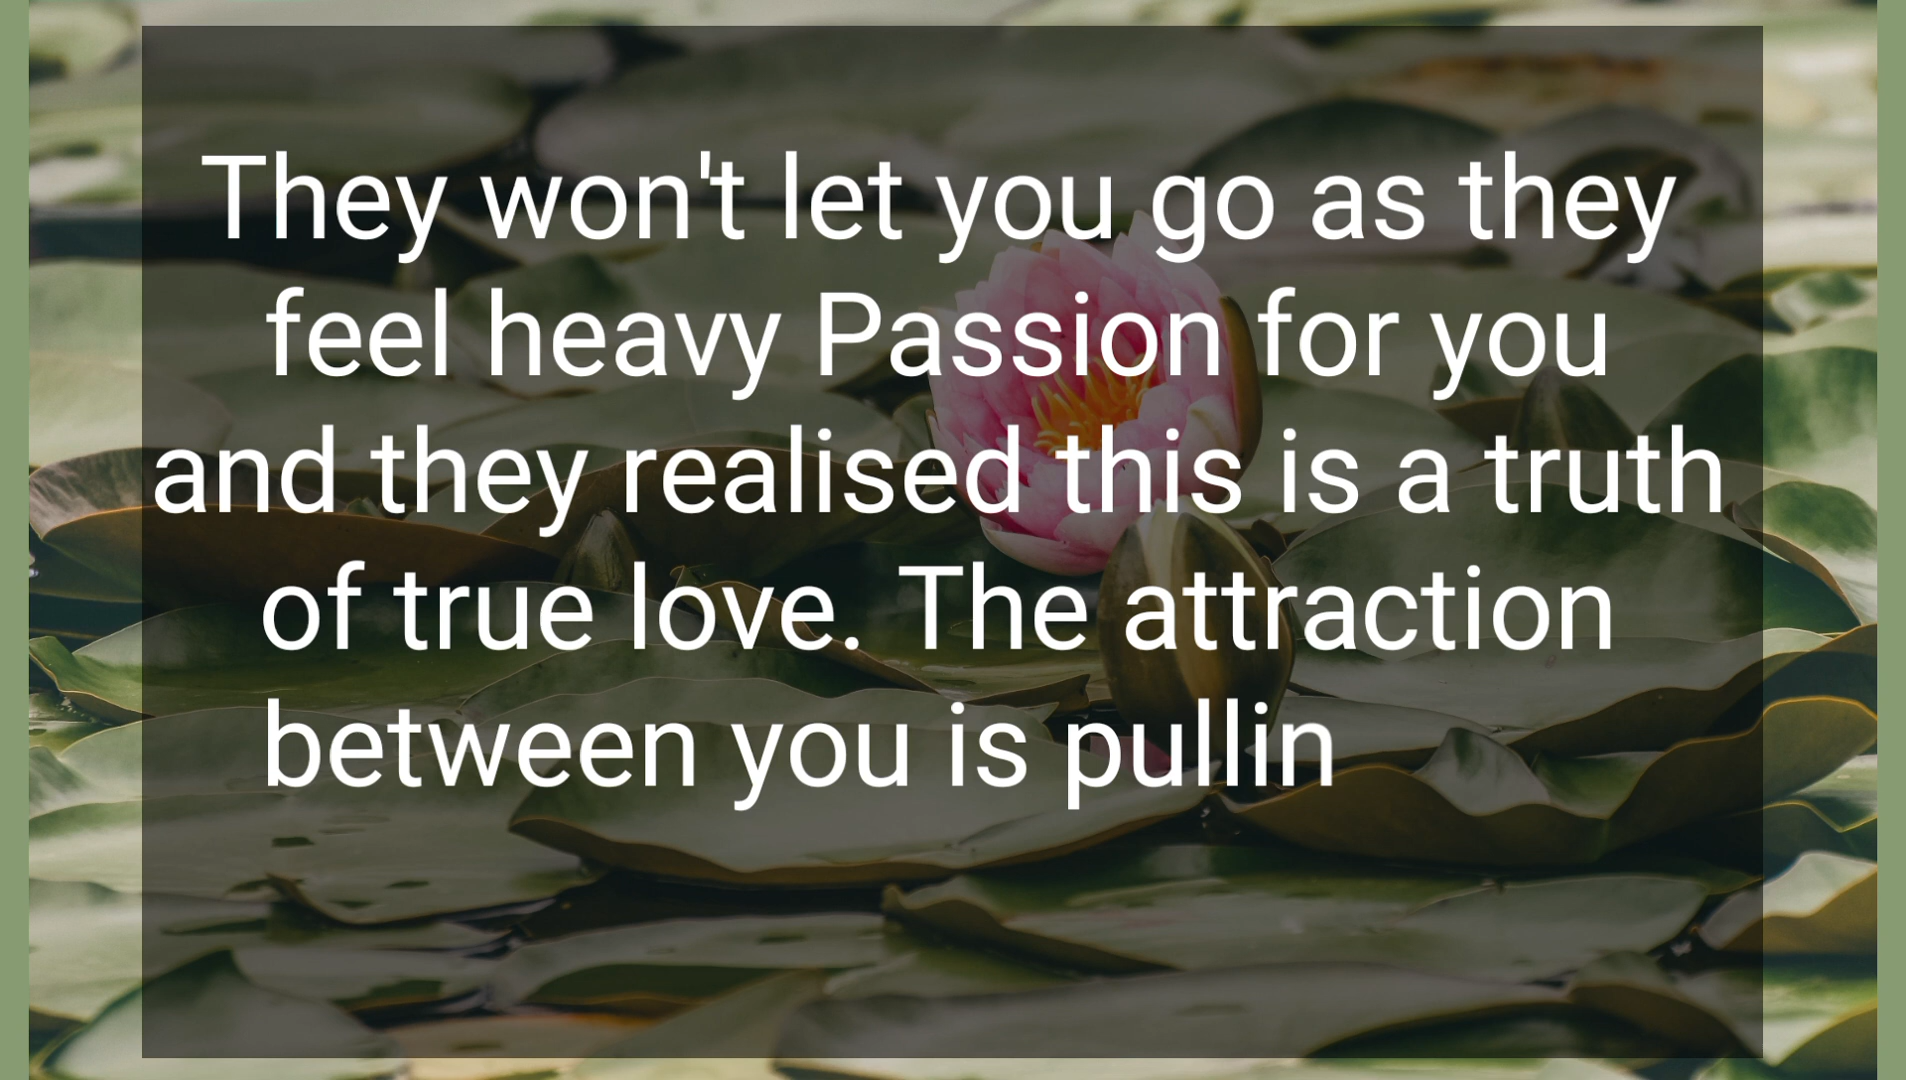 They won't let you go as they
feel heavy Passion for you
and they realised this is a truth
of true love. The attraction
between you is pullin